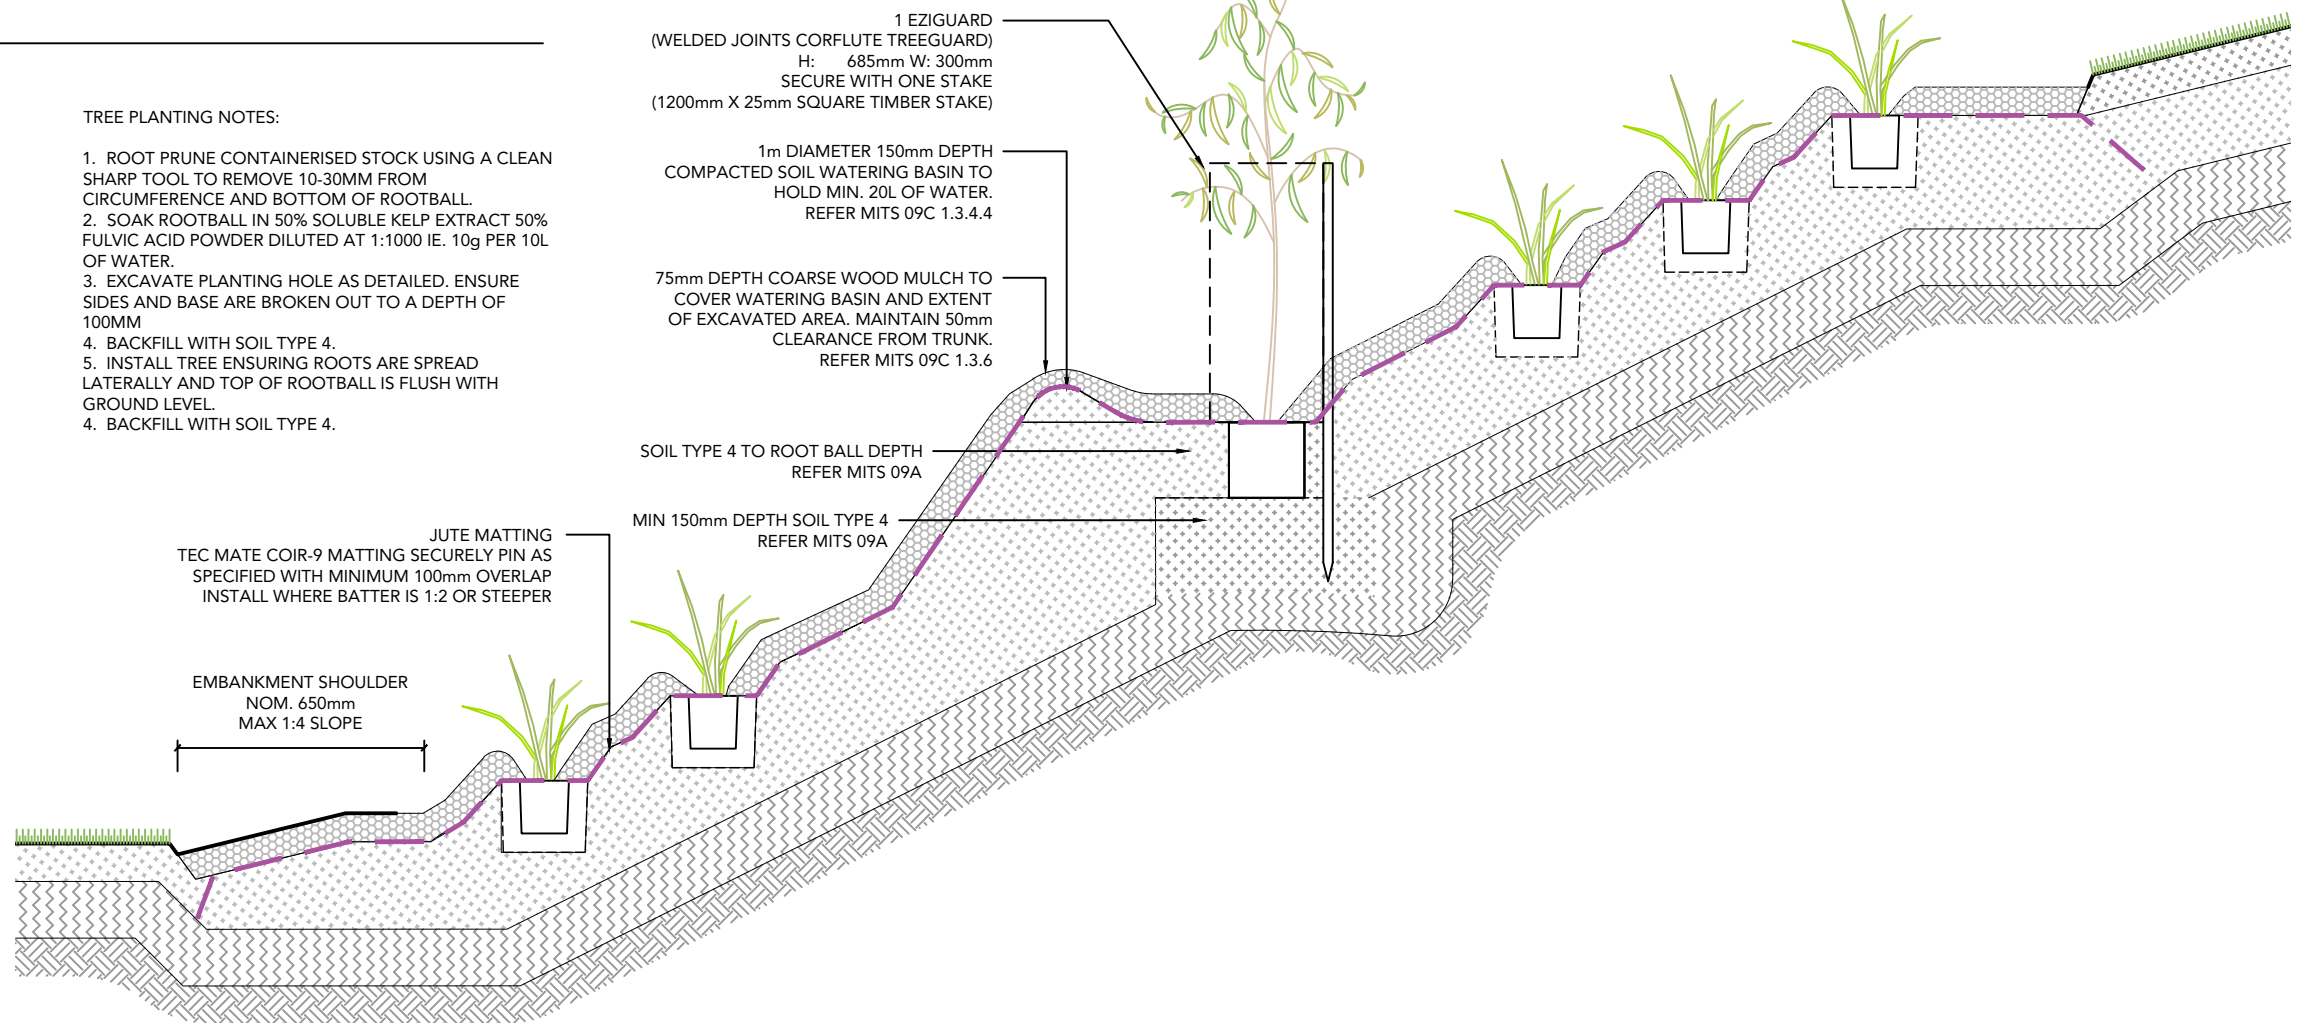 TREE PLANTING NOTES:
1. ROOT PRUNE CONTAINERISED STOCK USING A CLEAN
SHARP TOOL TO REMOVE 10-30MM FROM
CIRCUMFERENCE AND BOTTOM OF ROOTBALL.
2. SOAK ROOTBALL IN 50% SOLUBLE KELP EXTRACT 50%
FULVIC ACID POWDER DILUTED AT 1:1000 IE. 10g PER 10L
OF WATER.
3. EXCAVATE PLANTING HOLE AS DETAILED. ENSURE
SIDES AND BASE ARE BROKEN OUT TO A DEPTH OF
100MM
4. BACKFILL WITH SOIL TYPE 4.
5. INSTALL TREE ENSURING ROOTS ARE SPREAD
LATERALLY AND TOP OF ROOTBALL IS FLUSH WITH
GROUND LEVEL.
4. BACKFILL WITH SOIL TYPE 4.
1 EZIGUARD
(WELDED JOINTS CORFLUTE TREEGUARD)
H: 685mm W: 300mm
SECURE WITH ONE STAKE
(1200mm X 25mm SQUARE TIMBER STAKE)
1m DIAMETER 150mm DEPTH
COMPACTED SOIL WATERING BASIN TO
HOLD MIN. 20L OF WATER.
REFER MITS 09C 1.3.4.4
75mm DEPTH COARSE WOOD MULCH TO
COVER WATERING BASIN AND EXTENT
OF EXCAVATED AREA. MAINTAIN 50mm
CLEARANCE FROM TRUNK.
REFER MITS 09C 1.3.6
SOIL TYPE 4 TO ROOT BALL DEPTH
REFER MITS 09A
MIN 150mm DEPTH SOIL TYPE 4
REFER MITS 09A
JUTE MATTING
TEC MATE COIR-9 MATTING SECURELY PIN AS
SPECIFIED WITH MINIMUM 100mm OVERLAP
INSTALL WHERE BATTER IS 1:2 OR STEEPER
EMBANKMENT SHOULDER
NOM. 650mm
MAX 1:4 SLOPE